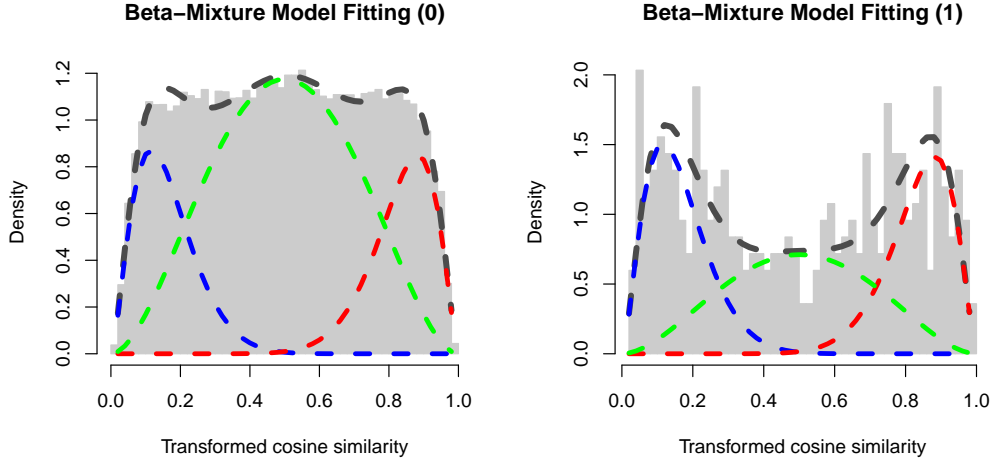 Beta−Mixture Model Fitting (0)
Density
0.0 0.2 0.4 0.6 0.8 1.0 1.2
0.0 0.2 0.4 0.6 0.8 1.0
Transformed cosine similarity
Beta−Mixture Model Fitting (1)
Density
0.0 0.5 1.0 1.5 2.0
0.0 0.2 0.4 0.6 0.8 1.0
Transformed cosine similarity